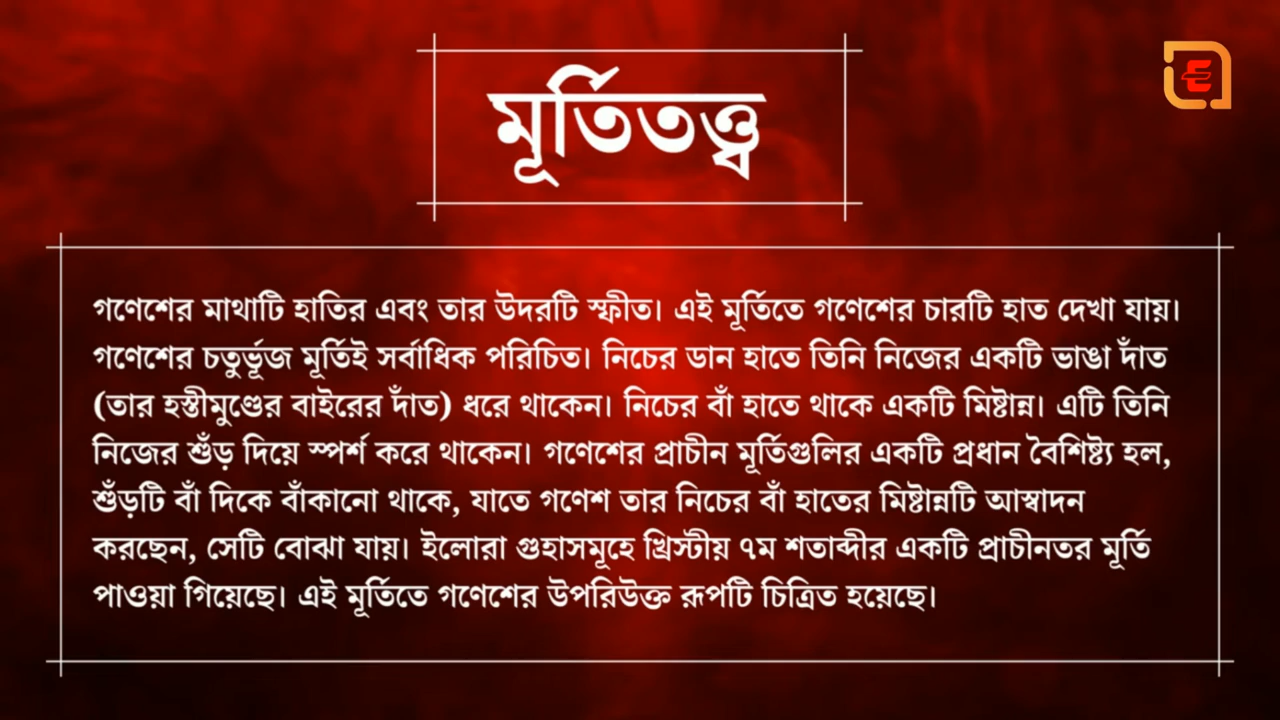 মূর্তিতত্ত্ব
গণেশের মাথাটি হাতির এবং তার উদরটি স্ফীত। এই মূর্তিতে গণেশের চারটি হাত দেখা যায়।
গণেশের চতুর্ভূজ মূর্তিই সর্বাধিক পরিচিত। নিচের ডান হাতে তিনি নিজের একটি ভাঙা দাঁত
(তার হস্তীমুণ্ডের বাইরের দাঁত) ধরে থাকেন। নিচের বাঁ হাতে থাকে একটি মিষ্টান্ন। এটি তিনি
নিজের শুঁড় দিয়ে স্পর্শ করে থাকেন। গণেশের প্রাচীন মূর্তিগুলির একটি প্রধান বৈশিষ্ট্য হল,
শুঁড়টি বাঁ দিকে বাঁকানো থাকে, যাতে গণেশ তার নিচের বাঁ হাতের মিষ্টান্নটি আস্বাদন
করছেন, সেটি বোঝা যায়। ইলোরা গুহাসমূহে খ্রিস্টীয় ৭ম শতাব্দীর একটি প্রাচীনতর মূর্তি
পাওয়া গিয়েছে। এই মূর্তিতে গণেশের উপরিউক্ত রূপটি চিত্রিত হয়েছে।